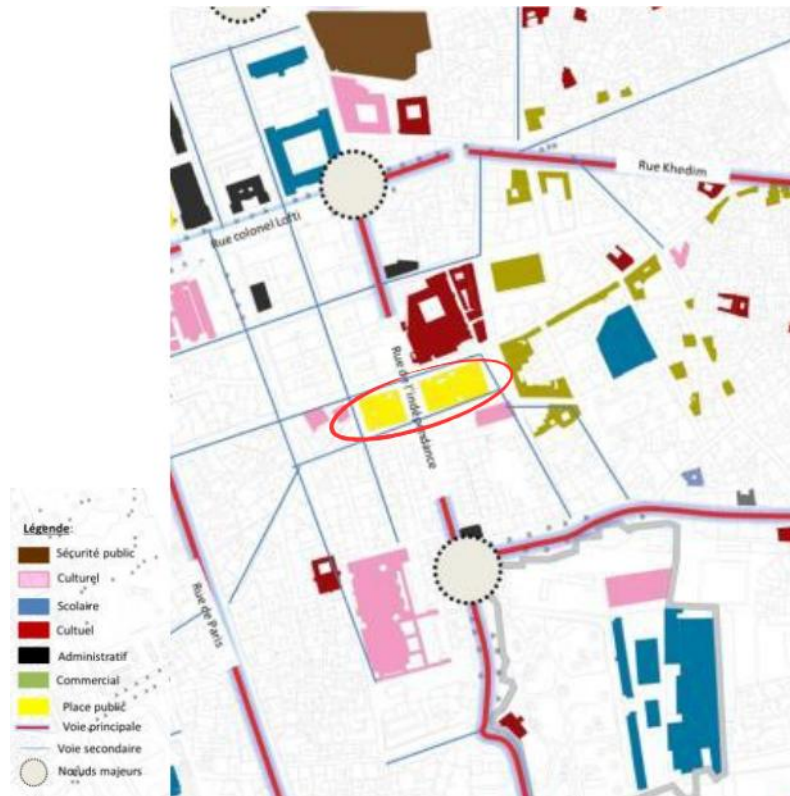 Rue Khedim
Rue colonel Lotfi
Rue de l'indépendance
Rue de Paris
Légende:
Sécurité public
Culturel
Scolaire
Cultuel
Administratif
Commercial
Place public
Voie principale
Voie secondaire
Nœuds majeurs